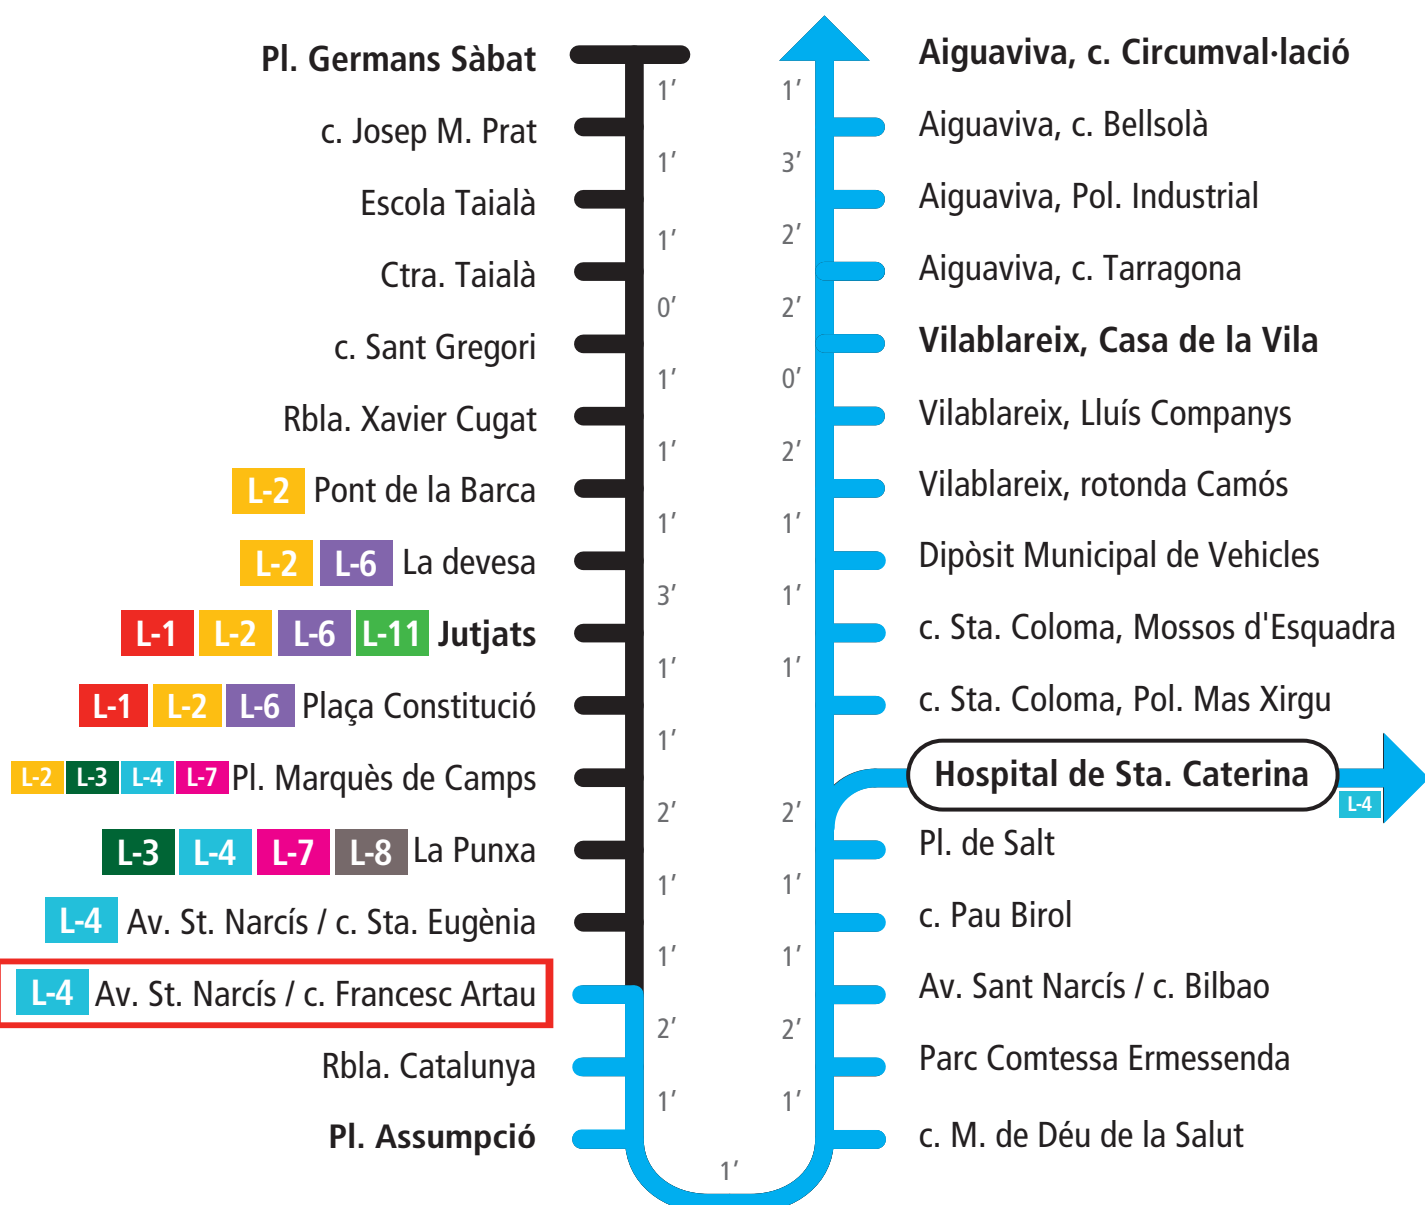 Pl. Germans Sàbat
1’
c. Josep M. Prat
1’
Escola Taialà
1’
Ctra. Taialà
0’
c. Sant Gregori
1’
Rbla. Xavier Cugat
1’
L-2 Pont de la Barca
1’
L-2 L-6 La devesa
3’
L-1 L-2 L-6 L-11 Jutjats
1’
L-1 L-2 L-6 Plaça Constitució
1’
L-2 L-3 L-4 L-7 Pl. Marquès de Camps
2’
L-3 L-4 L-7 L-8 La Punxa
1’
L-4 Av. St. Narcís / c. Sta. Eugènia
1’
L-4 Av. St. Narcís / c. Francesc Artau
2’
Rbla. Catalunya
1’
Pl. Assumpció
1’
Aiguaviva, c. Circumval·lació
1’
Aiguaviva, c. Bellsolà
3’
Aiguaviva, Pol. Industrial
2’
Aiguaviva, c. Tarragona
2’
Vilablareix, Casa de la Vila
0’
Vilablareix, Lluís Companys
2’
Vilablareix, rotonda Camós
1’
Dipòsit Municipal de Vehicles
1’
c. Sta. Coloma, Mossos d'Esquadra
1’
c. Sta. Coloma, Pol. Mas Xirgu
Hospital de Sta. Caterina
L-4
2’
Pl. de Salt
1’
c. Pau Birol
1’
Av. Sant Narcís / c. Bilbao
2’
Parc Comtessa Ermessenda
1’
c. M. de Déu de la Salut